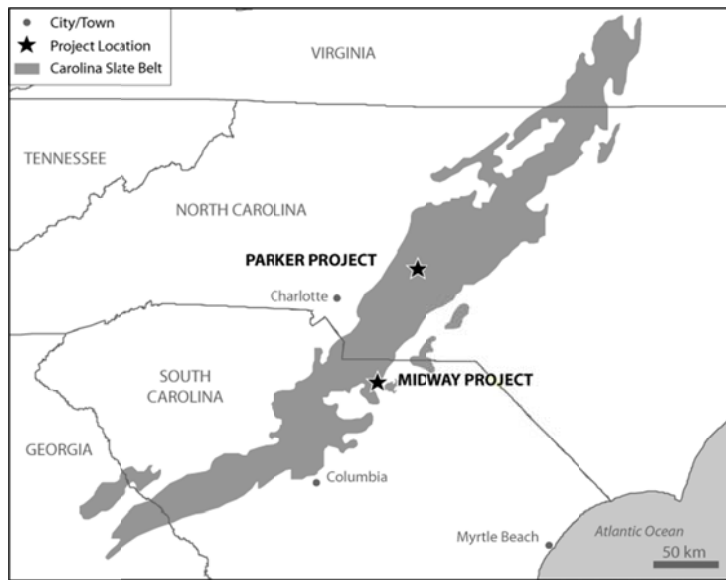 City/Town
Project Location
Carolina Slate Belt
VIRGINIA
TENNESSEE
NORTH CAROLINA
PARKER PROJECT
Charlotte
SOUTH
CAROLINA
MIDWAY PROJECT
GEORGIA
Columbia
Myrtle Beach
Atlantic Ocean
50 km